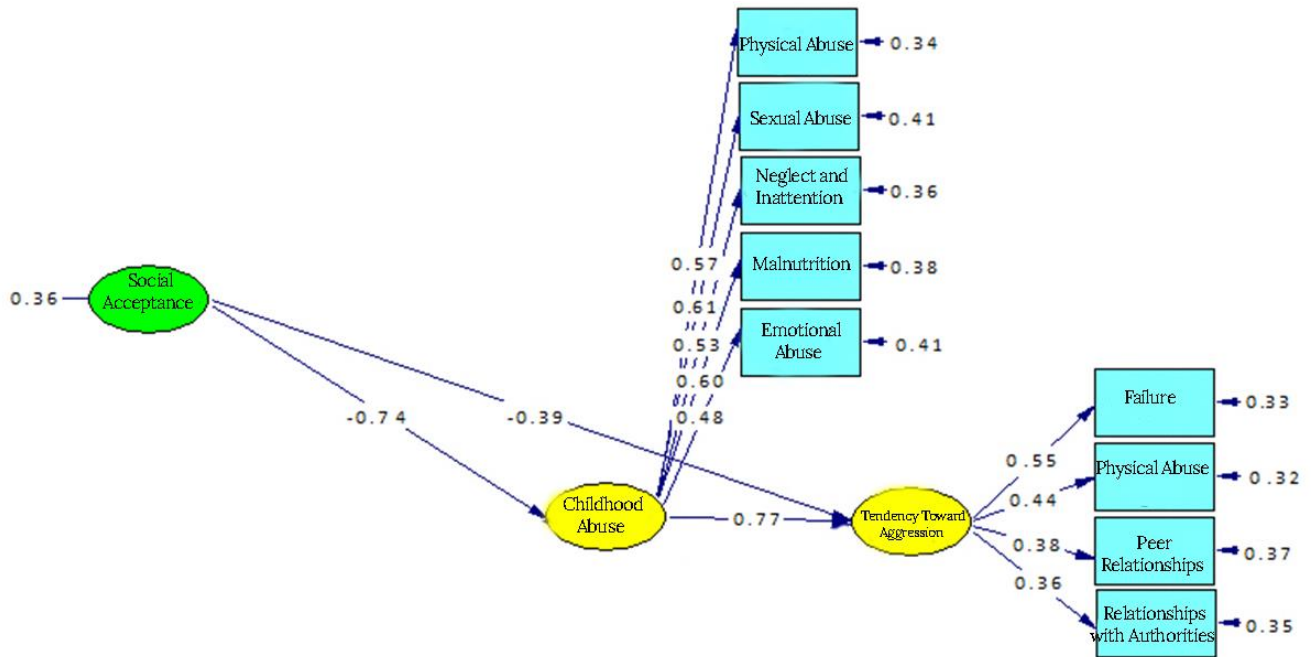 Physical Abuse
0.34
Sexual Abuse
0.41
Neglect and
Inattention
0.36
Malnutrition
0.38
Emotional
Abuse
0.41
0.57
0.61
0.53
0.60
0.48
0.36
Social
Acceptance
-0.74
-0.39
Childhood
Abuse
0.77
Tendency Toward
Aggression
0.55
0.44
0.38
0.36
Failure
0.33
Physical Abuse
0.32
Peer
Relationships
0.37
Relationships
with Authorities
0.35